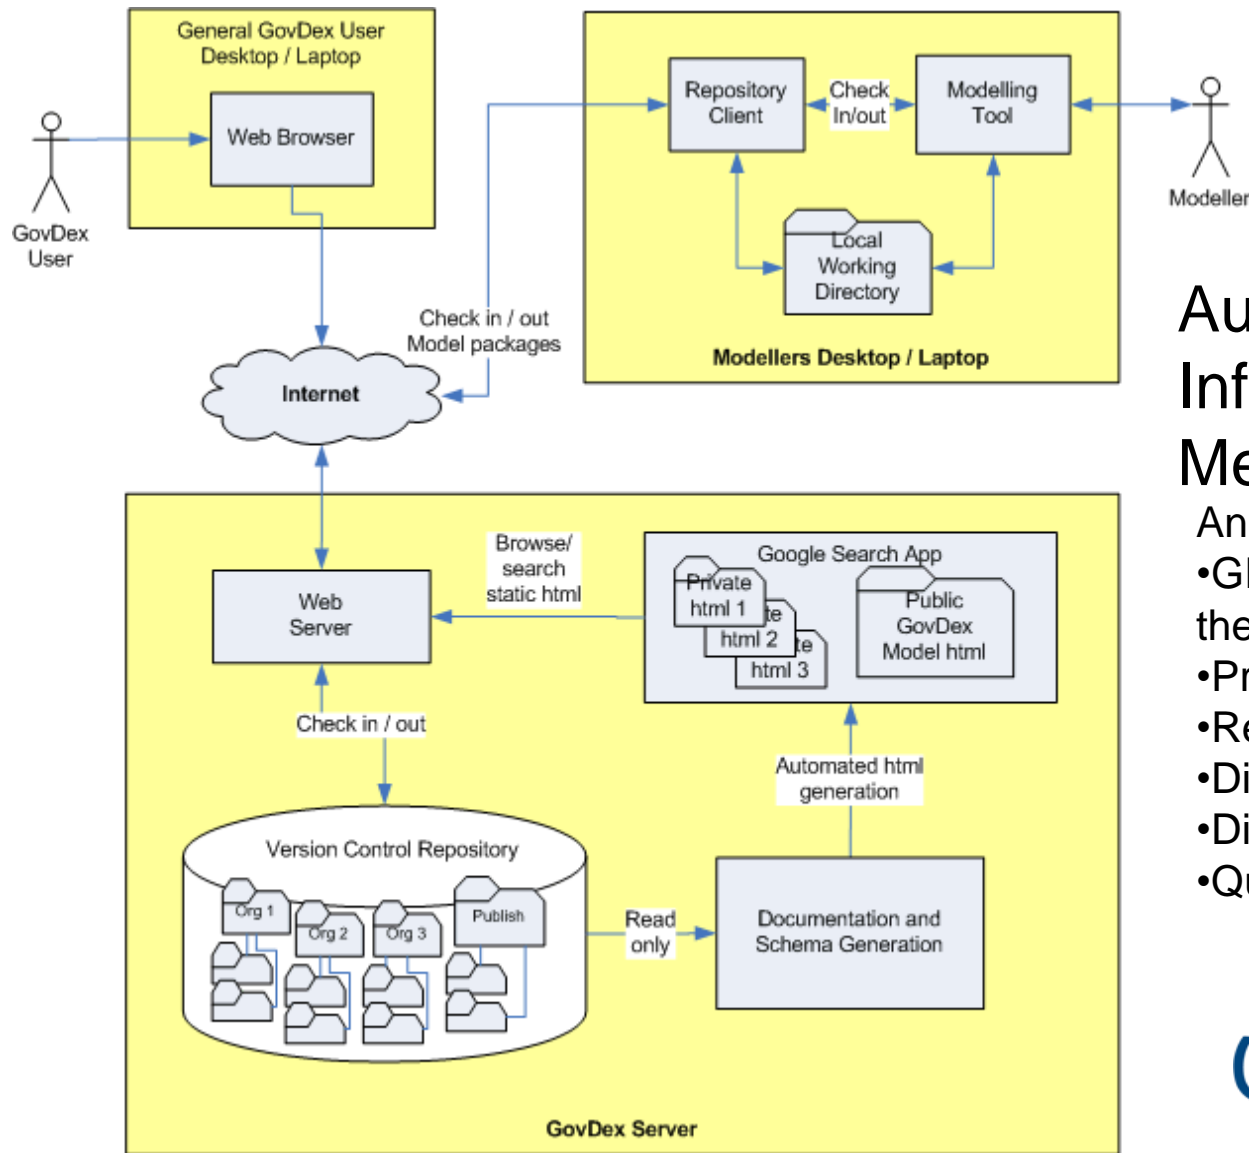 General GovDex User
Desktop / Laptop
Web Browser
GovDex
User
Repository
Client
Check
In/out
Modelling
Tool
Modeller
Local
Working
Directory
Modellers Desktop / Laptop
Check in / out
Model packages
Internet
Browse/
search
static html
Google Search App
Private
html 1
te
html 2
te
html 3
Public
GovDex
Model html
Web
Server
Check in / out
Automated html
generation
Version Control Repository
Org 1
Org 2
Org 3
Publish
Read
only
Documentation and
Schema Generation
GovDex Server
Au
Inf
Me
An
the
•Pr
•Re
•Di
•Di
•Qu